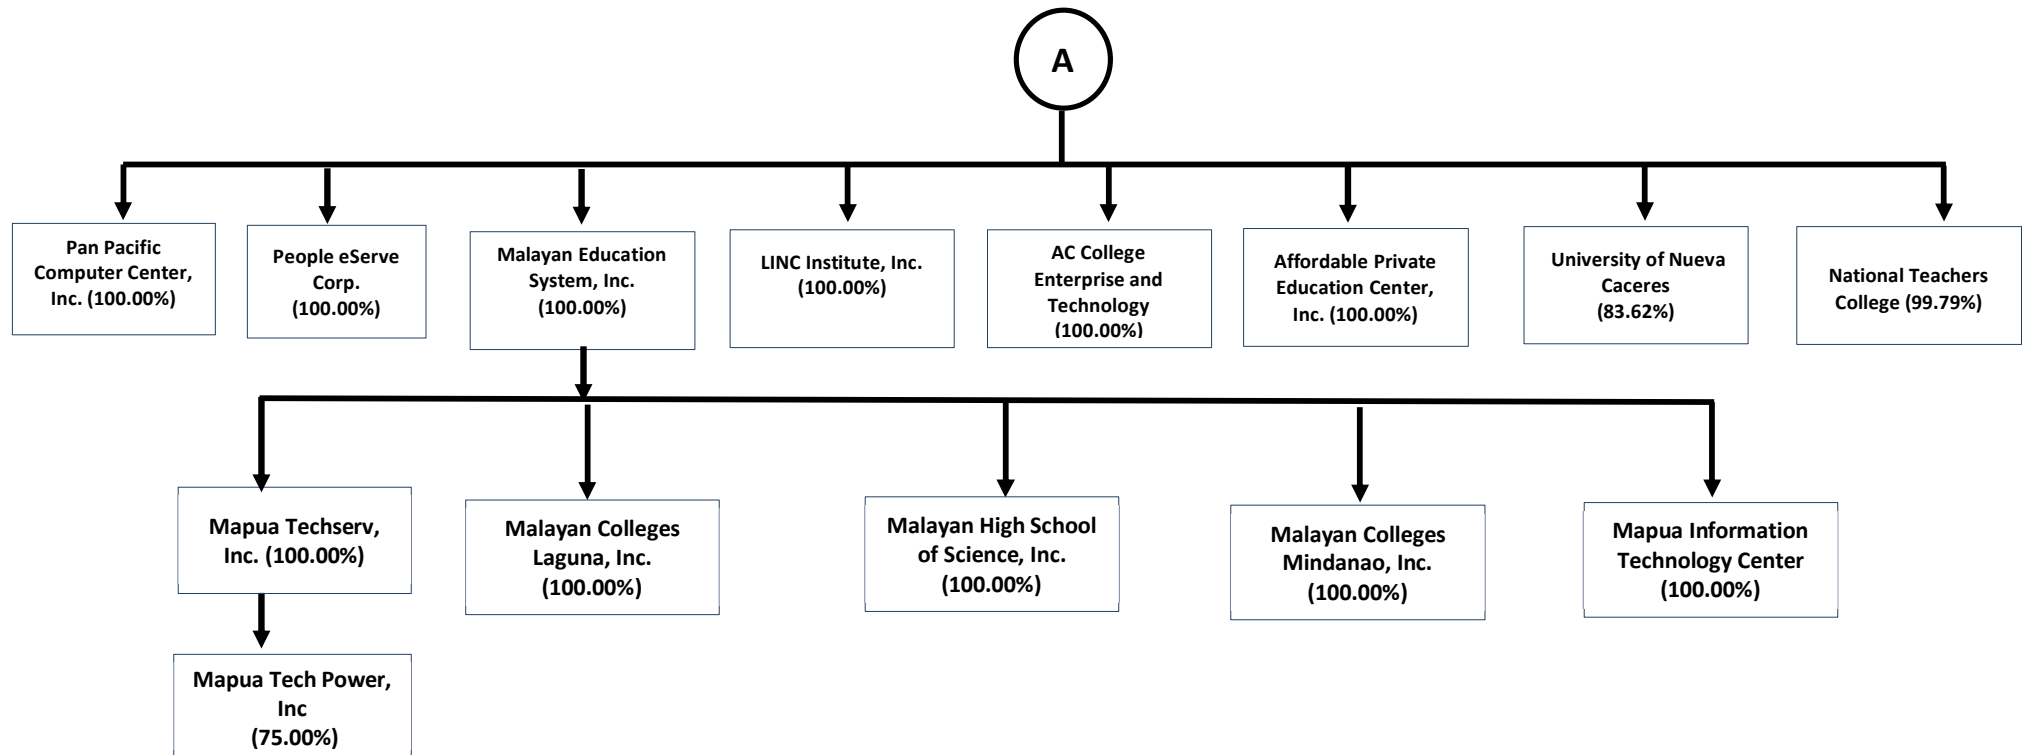 A
Pan Pacific
Computer Center,
Inc. (100.00%)
People eServe
Corp.
(100.00%)
Malayan Education
System, Inc.
(100.00%)
LINC Institute, Inc.
(100.00%)
AC College
Enterprise and
Technology
(100.00%)
Affordable Private
Education Center,
Inc. (100.00%)
University of Nueva
Caceres
(83.62%)
National Teachers
College (99.79%)
Mapua Techserv,
Inc. (100.00%)
Malayan Colleges
Laguna, Inc.
(100.00%)
Malayan High School
of Science, Inc.
(100.00%)
Malayan Colleges
Mindanao, Inc.
(100.00%)
Mapua Information
Technology Center
(100.00%)
Mapua Tech Power,
Inc
(75.00%)